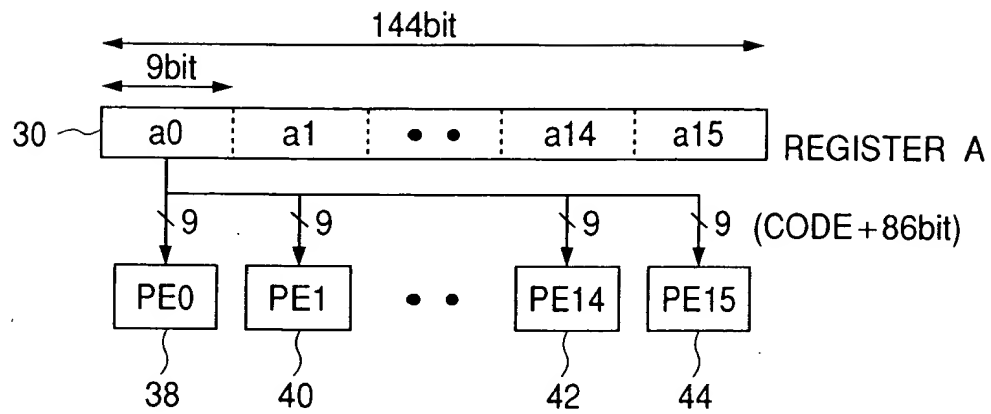 144bit
9bit
30 a0 a1 • • a14 a15 REGISTER A
9 9 9 9 (CODE+86bit)
PE0 PE1 • • PE14 PE15
38 40 42 44